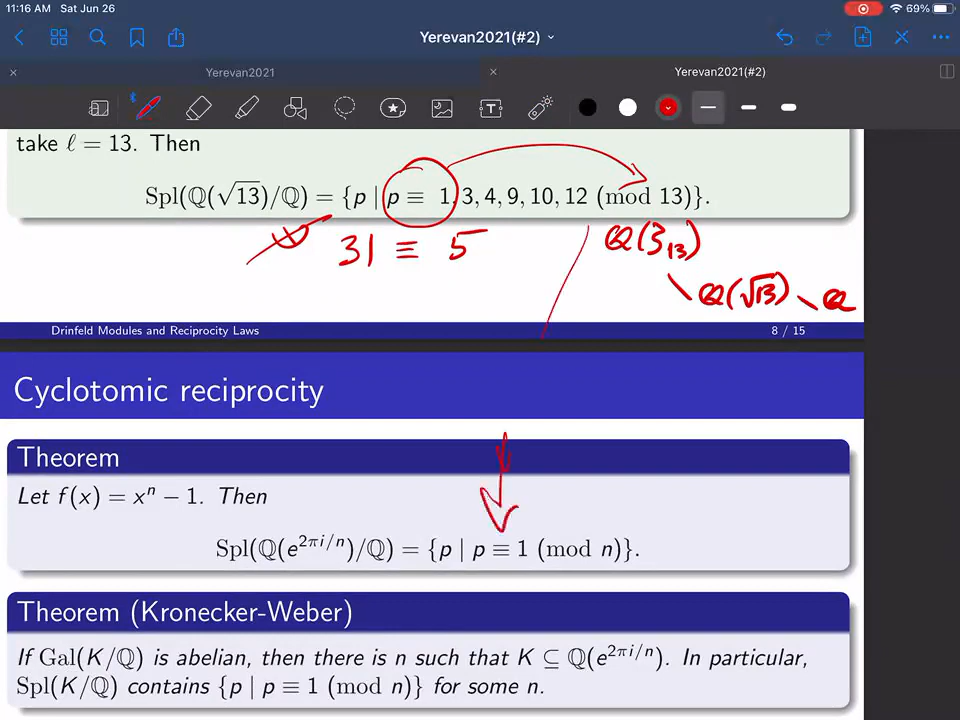 11:16 AM Sat Jun 26 69%
Yerevan2021(#2)
Yerevan2021 Yerevan2021(#2)
take ℓ = 13. Then
Spl(ℚ(√13)/ℚ) = {p | p ≡ 1, 3, 4, 9, 10, 12 (mod 13)}.
31 ≡ 5 ℚ(ζ₁₃)
ℚ(√13) ℚ
Drinfeld Modules and Reciprocity Laws 8 / 15
Cyclotomic reciprocity
Theorem
Let f(x) = xⁿ − 1. Then
Spl(ℚ(e^{2πi/n})/ℚ) = {p | p ≡ 1 (mod n)}.
Theorem (Kronecker-Weber)
If Gal(K/ℚ) is abelian, then there is n such that K ⊆ ℚ(e^{2πi/n}). In particular,
Spl(K/ℚ) contains {p | p ≡ 1 (mod n)} for some n.